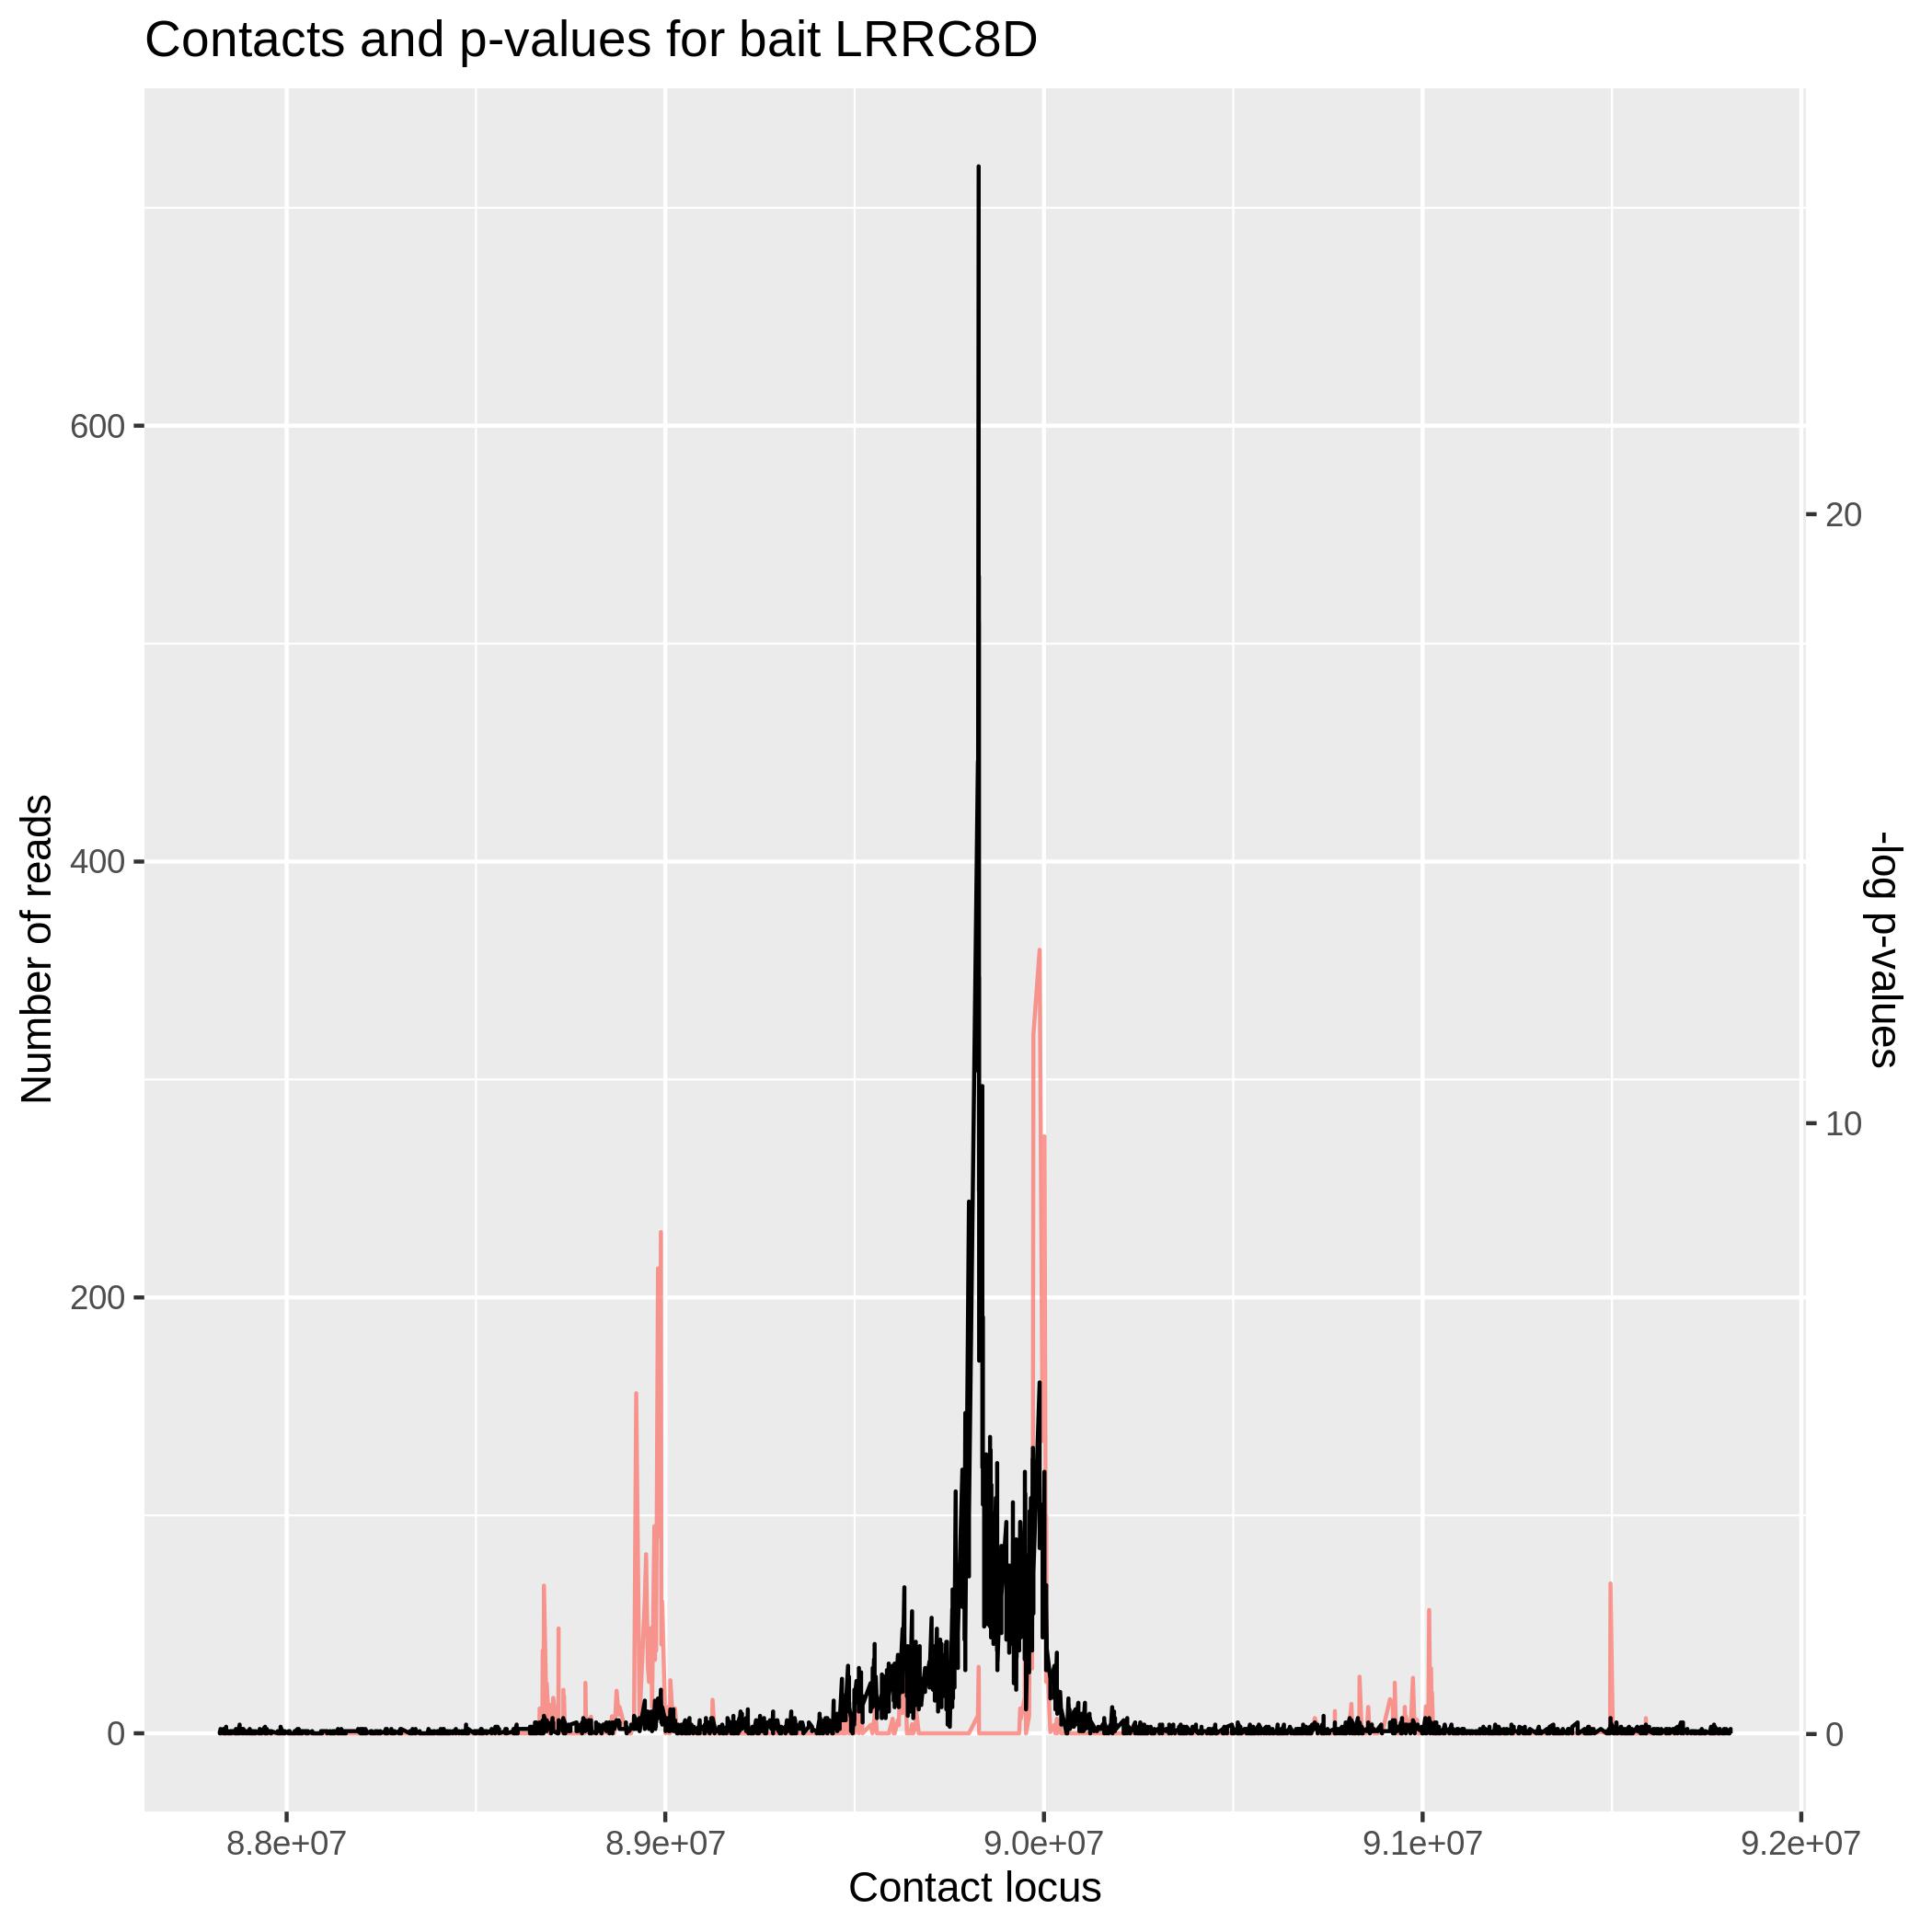 Contacts and p-values for bait LRRC8D
Number of reads
600
400
200
0
20
10
0
-log p-values
8.8e+07
8.9e+07
9.0e+07
9.1e+07
9.2e+07
Contact locus